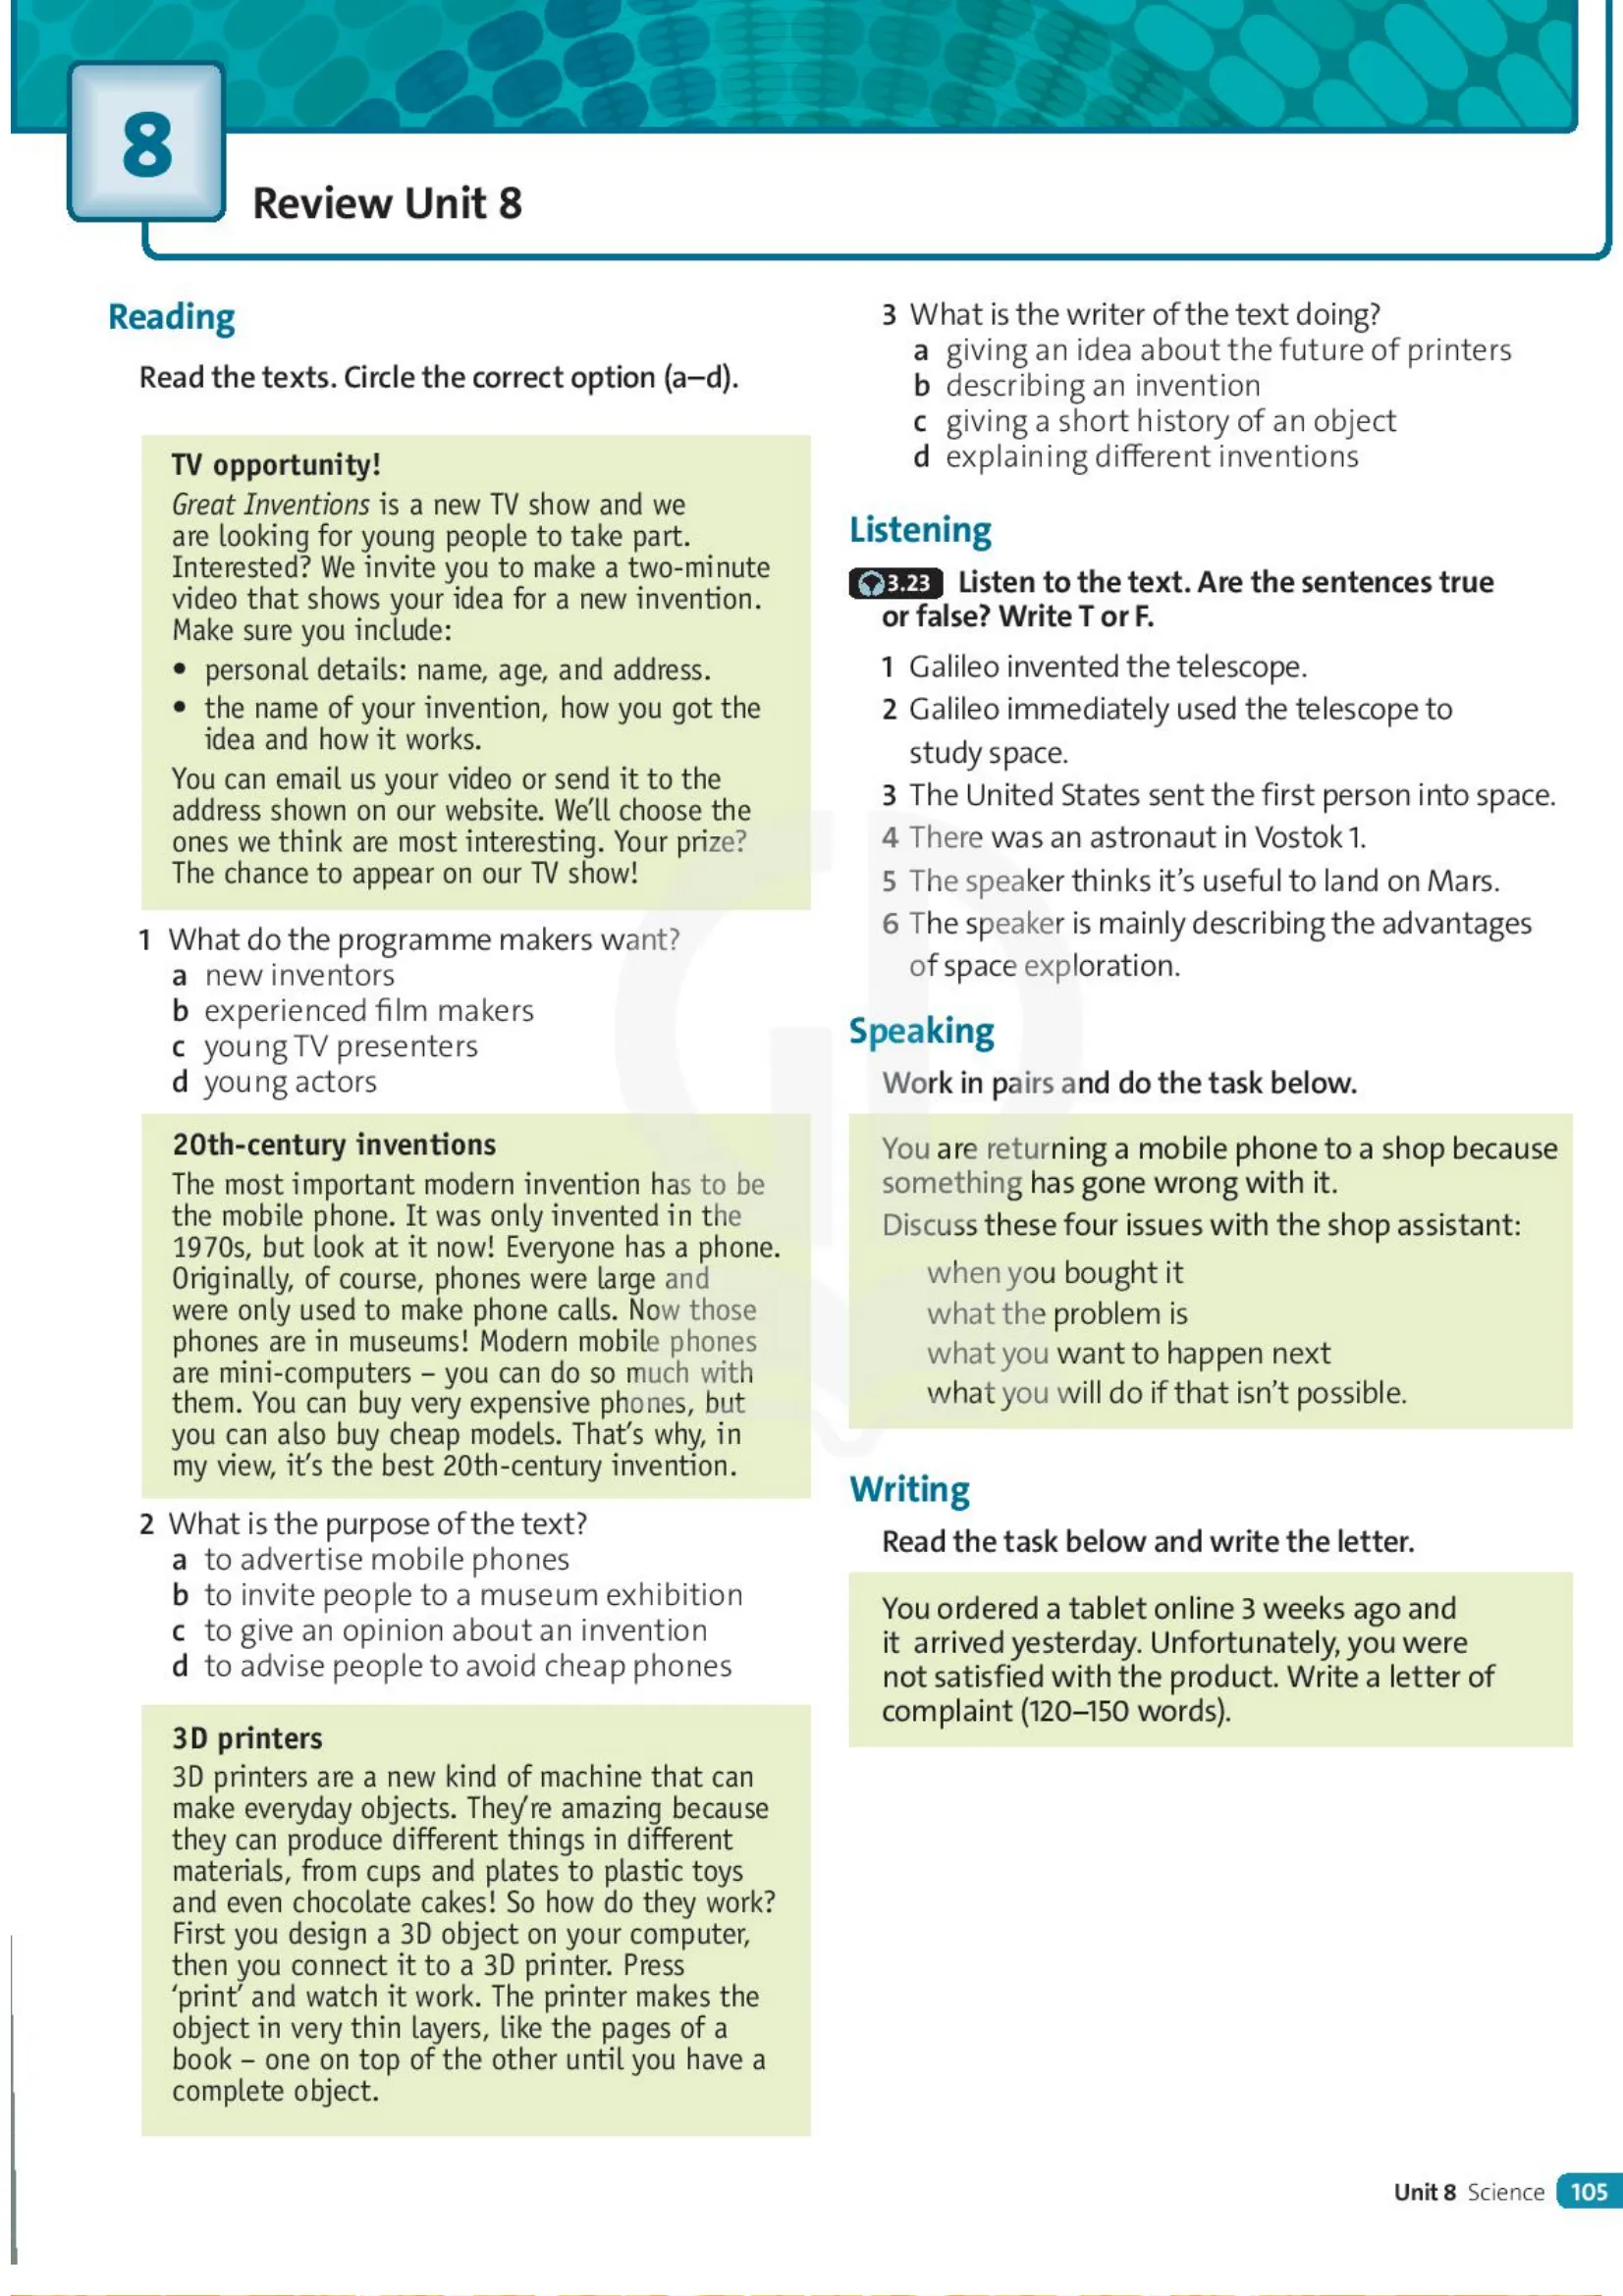 8
Review Unit 8
Reading
Read the texts. Circle the correct option (a–d).
TV opportunity!
Great Inventions is a new TV show and we
are looking for young people to take part.
Interested? We invite you to make a two-minute
video that shows your idea for a new invention.
Make sure you include:
• personal details: name, age, and address.
• the name of your invention, how you got the
idea and how it works.
You can email us your video or send it to the
address shown on our website. We’ll choose the
ones we think are most interesting. Your prize?
The chance to appear on our TV show!
1 What do the programme makers want?
a new inventors
b experienced film makers
c young TV presenters
d young actors
20th-century inventions
The most important modern invention has to be
the mobile phone. It was only invented in the
1970s, but look at it now! Everyone has a phone.
Originally, of course, phones were large and
were only used to make phone calls. Now those
phones are in museums! Modern mobile phones
are mini-computers – you can do so much with
them. You can buy very expensive phones, but
you can also buy cheap models. That’s why, in
my view, it’s the best 20th-century invention.
2 What is the purpose of the text?
a to advertise mobile phones
b to invite people to a museum exhibition
c to give an opinion about an invention
d to advise people to avoid cheap phones
3D printers
3D printers are a new kind of machine that can
make everyday objects. They’re amazing because
they can produce different things in different
materials, from cups and plates to plastic toys
and even chocolate cakes! So how do they work?
First you design a 3D object on your computer,
then you connect it to a 3D printer. Press
‘print’ and watch it work. The printer makes the
object in very thin layers, like the pages of a
book – one on top of the other until you have a
complete object.
3 What is the writer of the text doing?
a giving an idea about the future of printers
b describing an invention
c giving a short history of an object
d explaining different inventions
Listening
3.23 Listen to the text. Are the sentences true
or false? Write T or F.
1 Galileo invented the telescope.
2 Galileo immediately used the telescope to
study space.
3 The United States sent the first person into space.
4 There was an astronaut in Vostok 1.
5 The speaker thinks it’s useful to land on Mars.
6 The speaker is mainly describing the advantages
of space exploration.
Speaking
Work in pairs and do the task below.
You are returning a mobile phone to a shop because
something has gone wrong with it.
Discuss these four issues with the shop assistant:
when you bought it
what the problem is
what you want to happen next
what you will do if that isn’t possible.
Writing
Read the task below and write the letter.
You ordered a tablet online 3 weeks ago and
it arrived yesterday. Unfortunately, you were
not satisfied with the product. Write a letter of
complaint (120–150 words).
Unit 8 Science 105